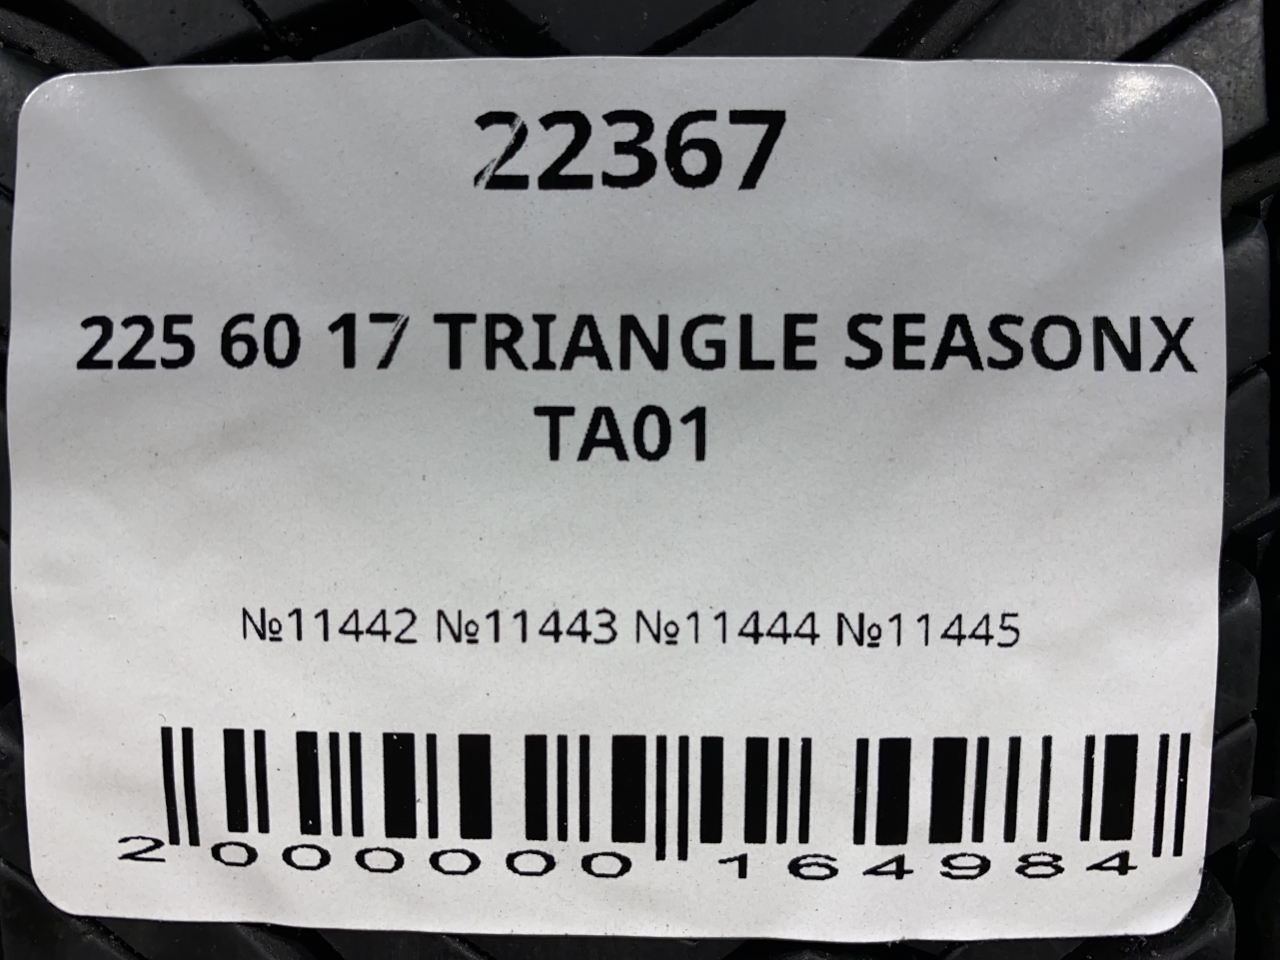 22367
225 60 17 TRIANGLE SEASONX
TA01
№11442 №11443 №11444 №11445
2 000000 164984